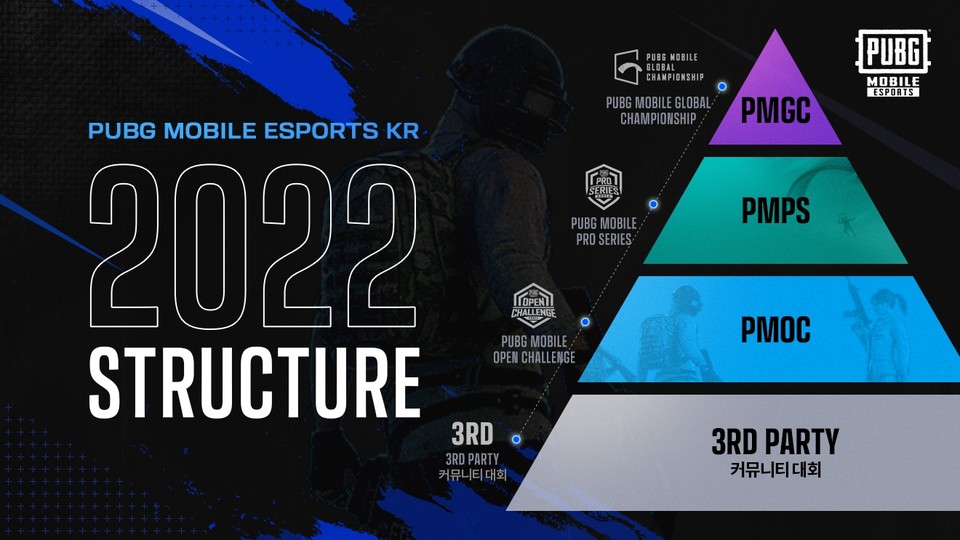 PUBG MOBILE ESPORTS KR
2022
STRUCTURE
PUBG MOBILE
GLOBAL
CHAMPIONSHIP
PUBG MOBILE GLOBAL
CHAMPIONSHIP
PMGC
PUBG
MOBILE
ESPORTS
PRO
SERIES
PUBG MOBILE
PRO SERIES
PMPS
OPEN
CHALLENGE
PUBG MOBILE
OPEN CHALLENGE
PMOC
3RD
3RD PARTY
커뮤니티 대회
3RD PARTY
커뮤니티 대회